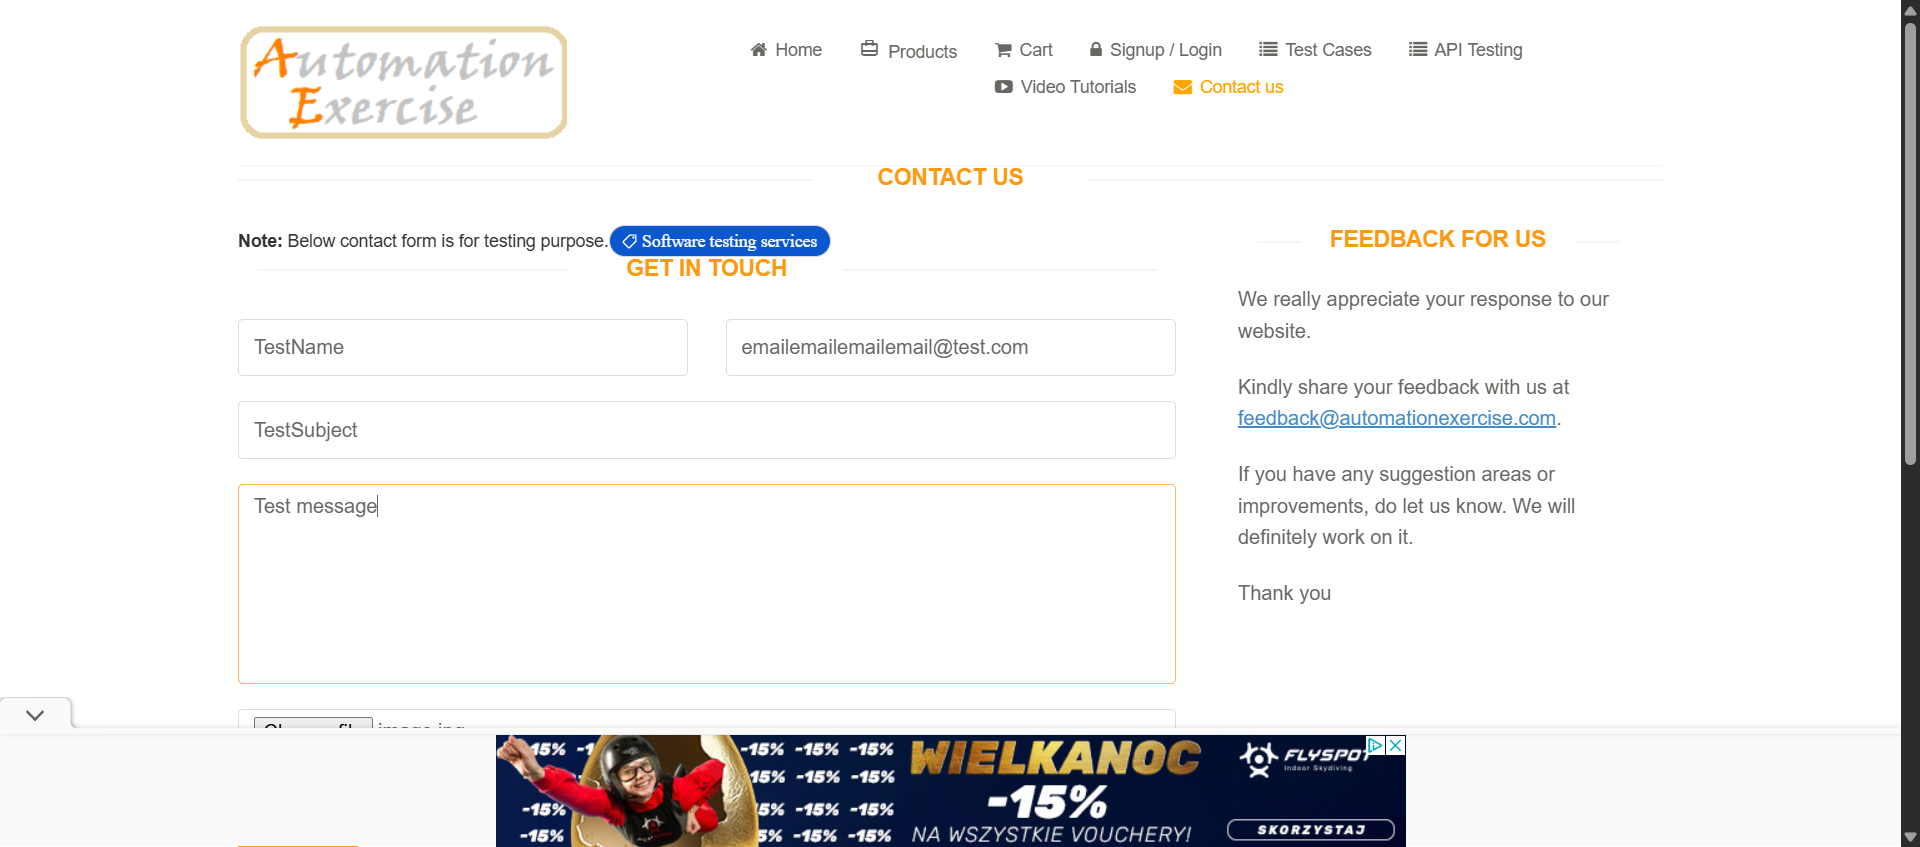 Automation
Exercise
Home
Products
Cart
Signup / Login
Test Cases
API Testing
Video Tutorials
Contact us
CONTACT US
Note: Below contact form is for testing purpose.
Software testing services
GET IN TOUCH
TestName
emailemailemailemail@test.com
TestSubject
Test message
FEEDBACK FOR US
We really appreciate your response to our
website.
Kindly share your feedback with us at
feedback@automationexercise.com.
If you have any suggestion areas or
improvements, do let us know. We will
definitely work on it.
Thank you
-15% -15% -15% -15%
-15% -15%
-15% -15% -15%
-15% -15% -15%
WIELKANOC
-15%
NA WSZYSTKIE VOUCHERY!
FLYSPOT
Indoor Skydiving
SKORZYSTAJ